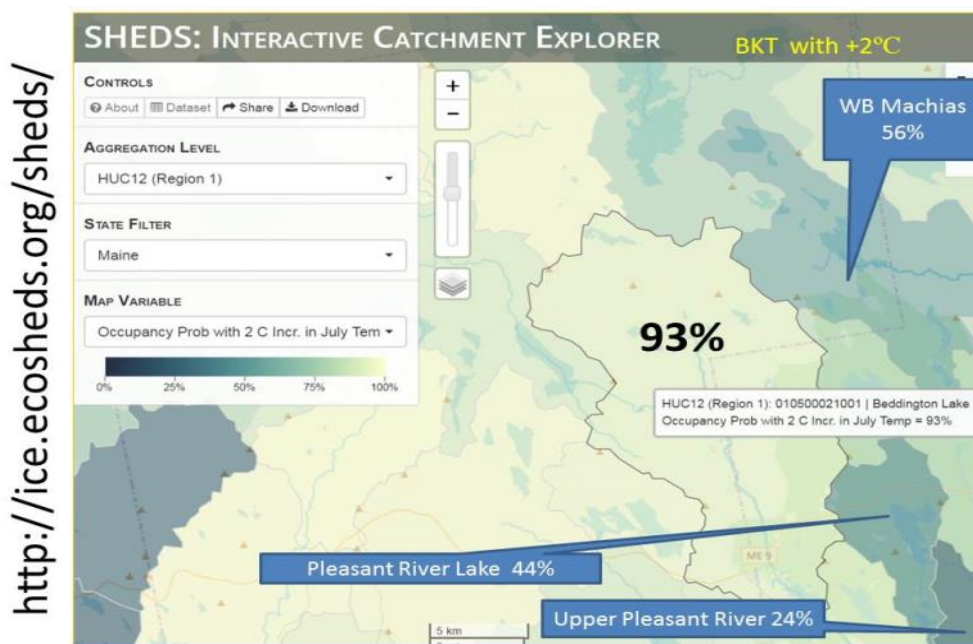 http://ice.ecosheds.org/sheds/
SHEDS: INTERACTIVE CATCHMENT EXPLORER
BKT with +2°C
CONTROLS
About Dataset Share Download
AGGREGATION LEVEL
HUC12 (Region 1)
STATE FILTER
Maine
MAP VARIABLE
Occupancy Prob with 2 C Incr. in July Tem
0% 25% 50% 75% 100%
+
−
WB Machias
56%
93%
HUC12 (Region 1): 010500021001 | Beddington Lake
Occupancy Prob with 2 C Incr. in July Temp = 93%
ME 9
Pleasant River Lake 44%
Upper Pleasant River 24%
5 km